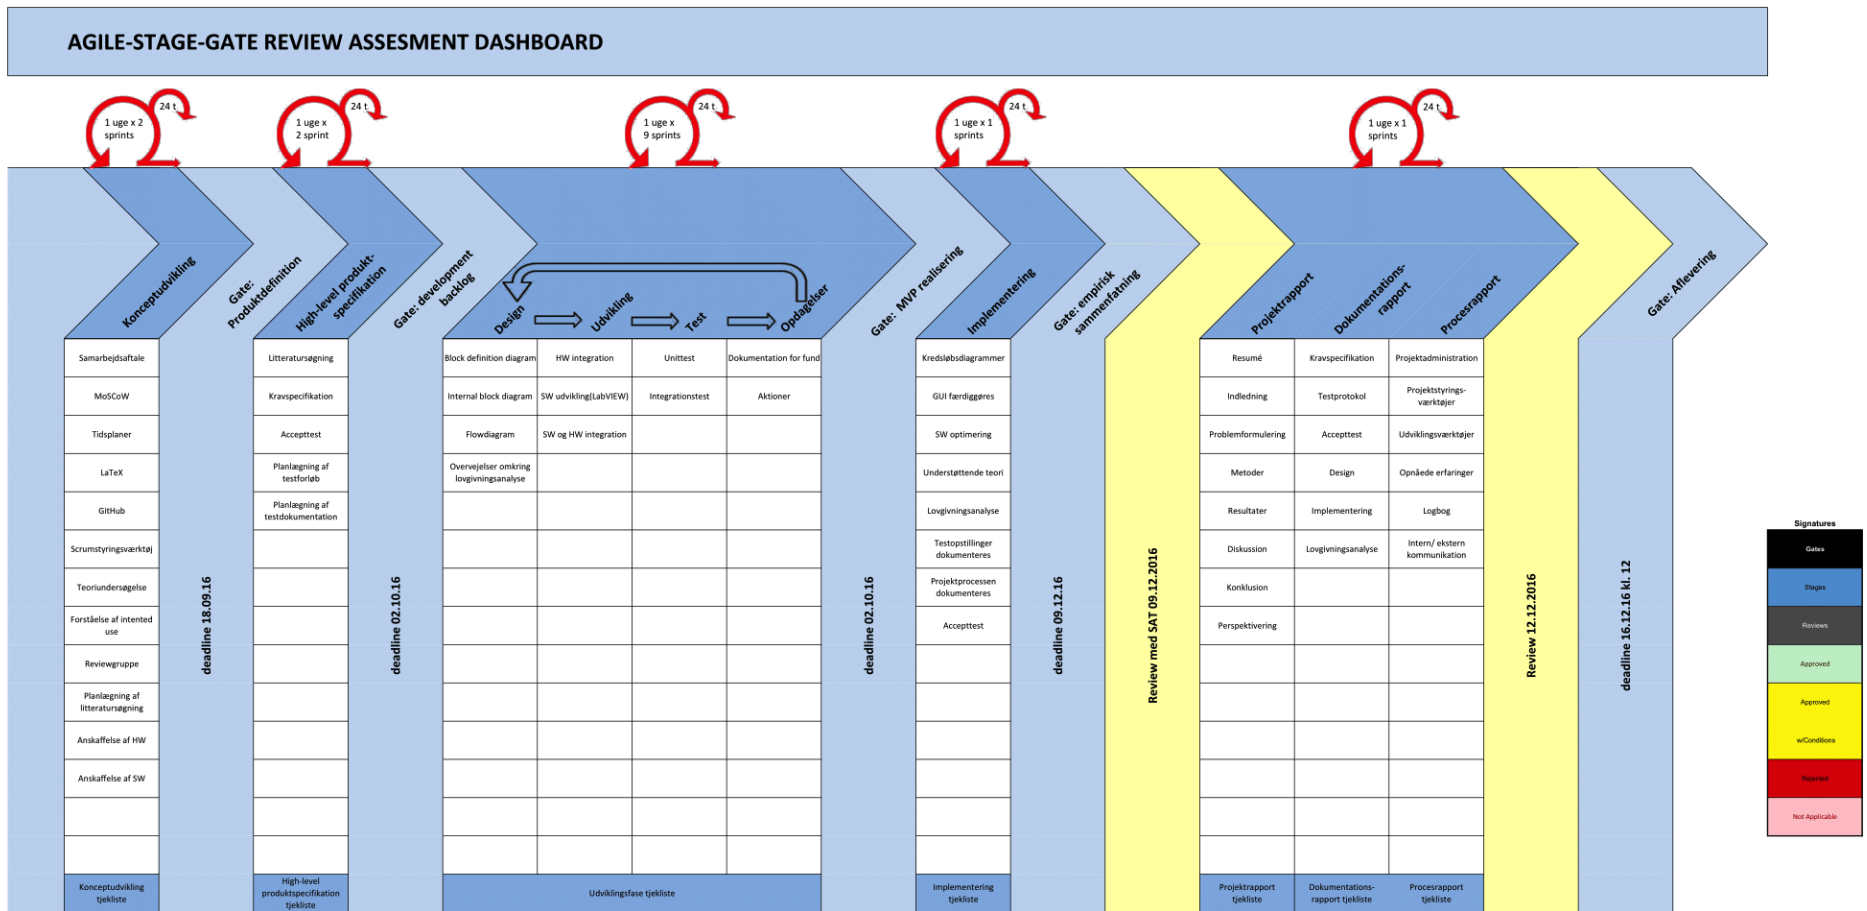 AGILE-STAGE-GATE REVIEW ASSESMENT DASHBOARD
1 uge x 2
sprints
24 t
1 uge x
2 sprint
24 t
1 uge x
9 sprints
24 t
1 uge x 1
sprints
24 t
1 uge x 1
sprints
24 t
Konceptudvikling
Gate:
Produktdefinition
High-level produkt-
specifikation
Gate: development
backlog
Design
Udvikling
Test
Opdagelser
Gate: MVP realisering
Implementering
Gate: empirisk
sammenfatning
Projektrapport
Dokumentations-
rapport
Procesrapport
Gate: Aflevering
Samarbejdsaftale
MoSCoW
Tidsplaner
LaTeX
GitHub
Scrumstyringsværktøj
Teoriundersøgelse
Forståelse af intented
use
Reviewgruppe
Planlægning af
litteratursøgning
Anskaffelse af HW
Anskaffelse af SW
Konceptudvikling
tjekliste
deadline 18.09.16
Litteratursøgning
Kravspecifikation
Accepttest
Planlægning af
testforløb
Planlægning af
testdokumentation
High-level
produktspecifikation
tjekliste
deadline 02.10.16
Block definition diagram
HW integration
Unittest
Dokumentation for fund
Internal block diagram
SW udvikling(LabVIEW)
Integrationstest
Aktioner
Flowdiagram
SW og HW integration
Overvejelser omkring
lovgivningsanalyse
Udviklingsfase tjekliste
deadline 02.10.16
Kredsløbsdiagrammer
GUI færdiggøres
SW optimering
Understøttende teori
Lovgivningsanalyse
Testopstillinger
dokumenteres
Projektprocessen
dokumenteres
Accepttest
Implementering
tjekliste
deadline 09.12.16
Review med SAT 09.12.2016
Resumé
Kravspecifikation
Projektadministration
Indledning
Testprotokol
Projektstyrings-
værktøjer
Problemformulering
Accepttest
Udviklingsværktøjer
Metoder
Design
Opnåede erfaringer
Resultater
Implementering
Logbog
Diskussion
Lovgivningsanalyse
Intern/ ekstern
kommunikation
Konklusion
Perspektivering
Projektrapport
tjekliste
Dokumentations-
rapport tjekliste
Procesrapport
tjekliste
Review 12.12.2016
deadline 16.12.16 kl. 12
Signatures
Gates
Stages
Reviews
Approved
Approved
w/Conditions
Rejected
Not Applicable